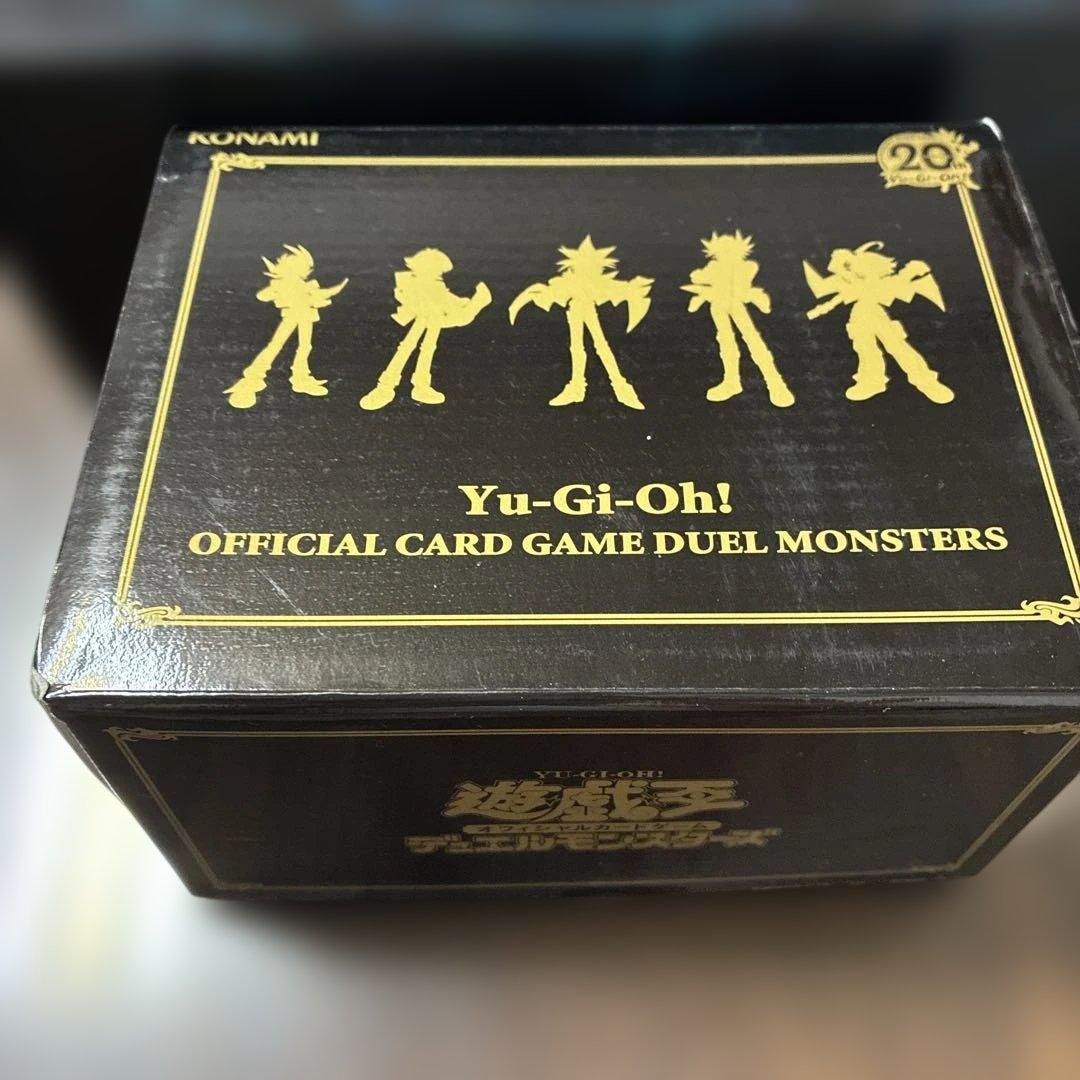 KONAMI
20th
Yu-Gi-Oh!
Yu-Gi-Oh!
OFFICIAL CARD GAME DUEL MONSTERS
YU-GI-OH!
遊戯王
オフィシャルカードゲーム
デュエルモンスターズ